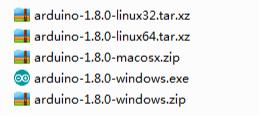 arduino-1.8.0-linux32.tar.xz
arduino-1.8.0-linux64.tar.xz
arduino-1.8.0-macosx.zip
arduino-1.8.0-windows.exe
arduino-1.8.0-windows.zip